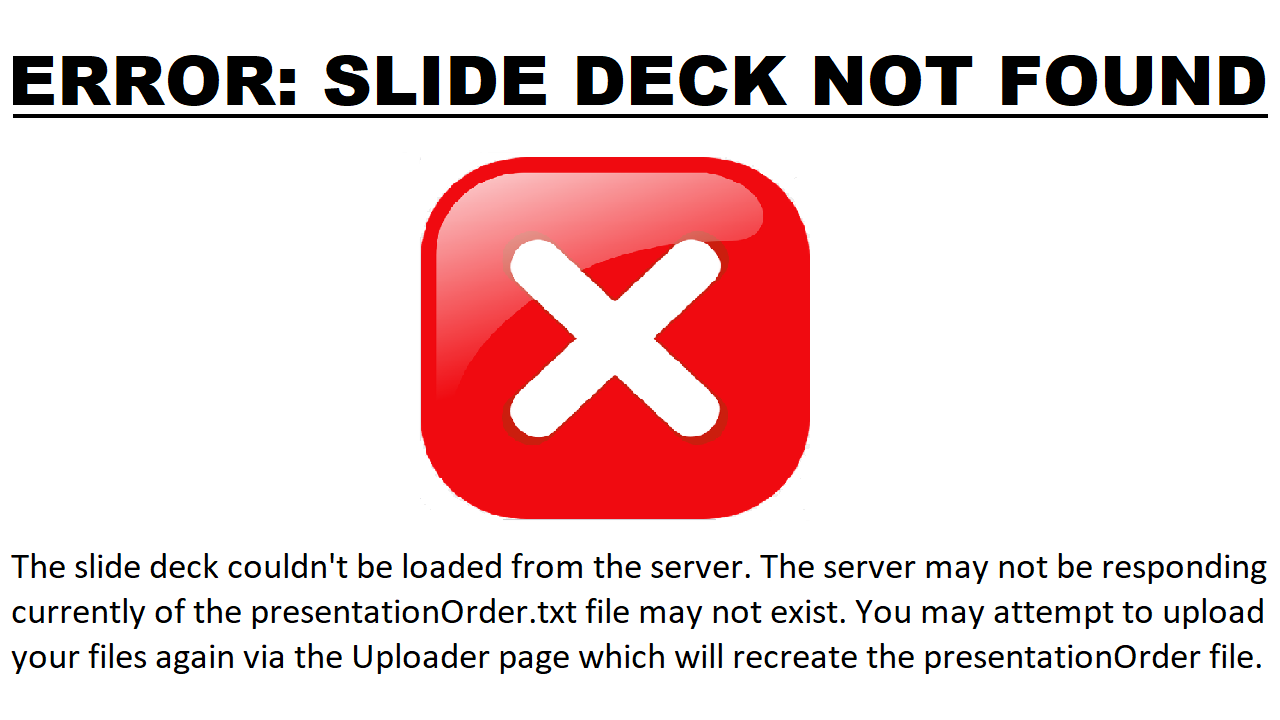 ERROR: SLIDE DECK NOT FOUND
The slide deck couldn't be loaded from the server. The server may not be responding
currently of the presentationOrder.txt file may not exist. You may attempt to upload
your files again via the Uploader page which will recreate the presentationOrder file.